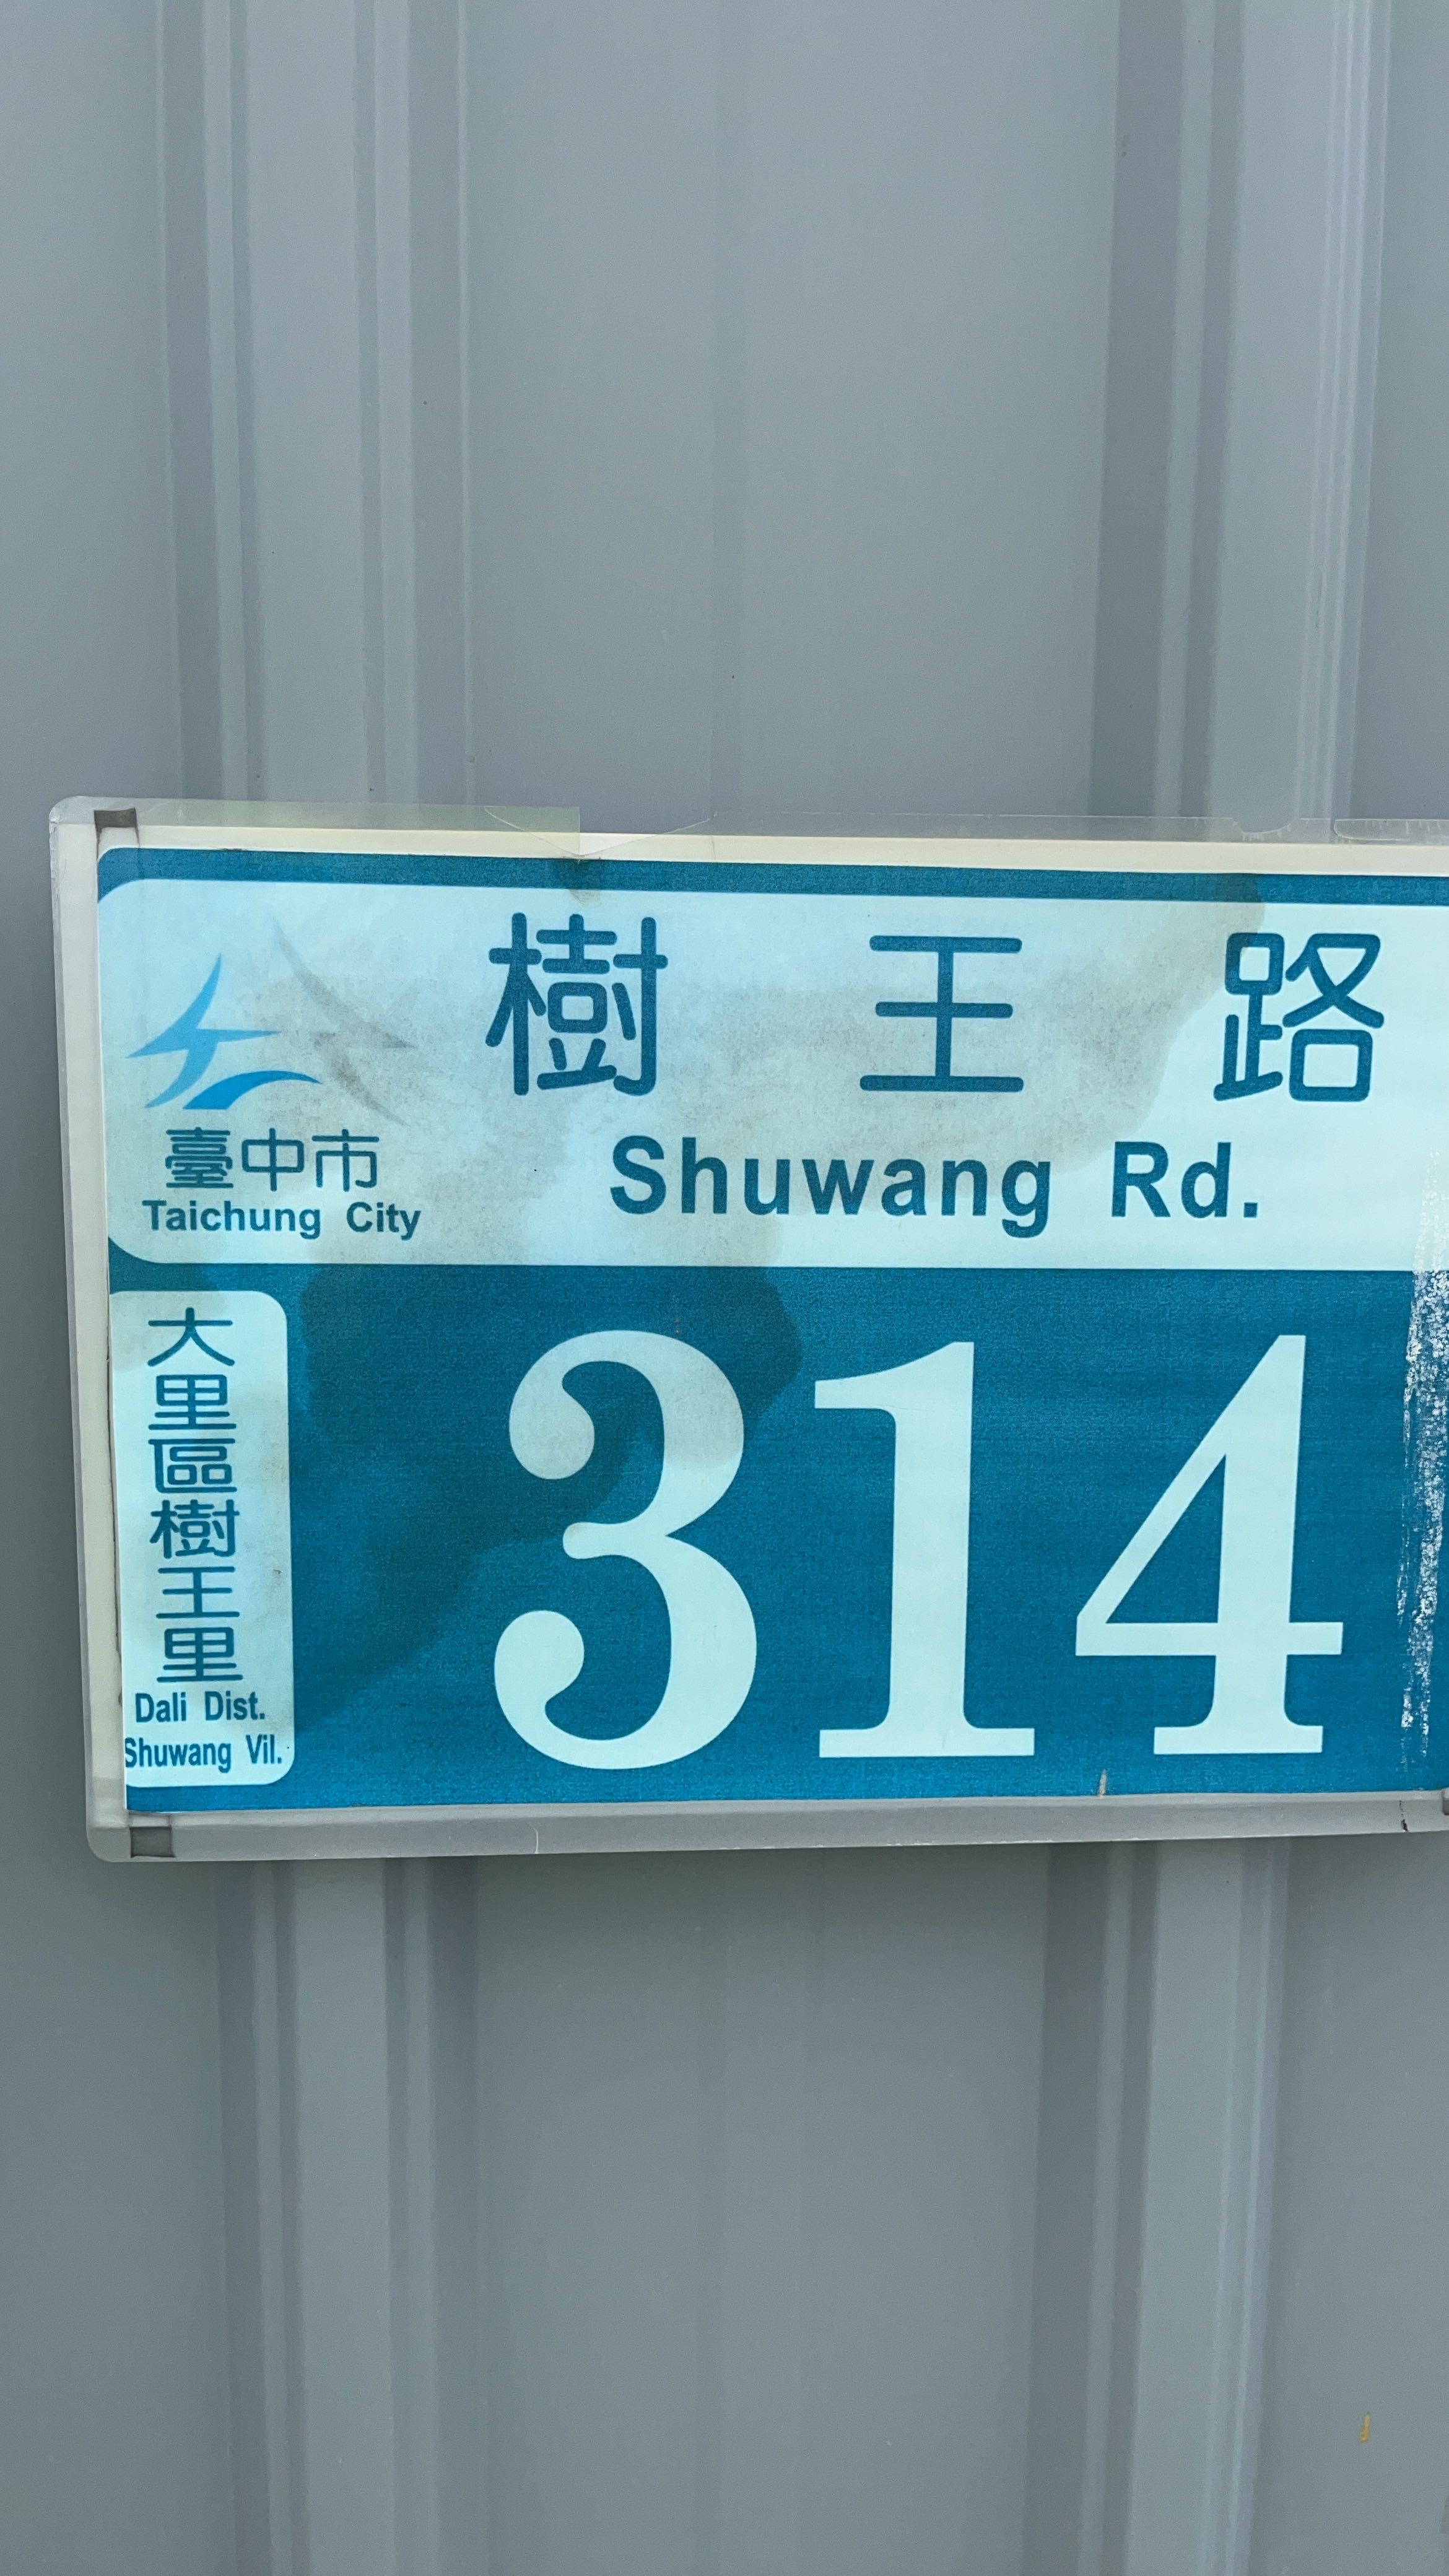 樹王路
Shuwang Rd.
臺中市
Taichung City
大里區樹王里
Dali Dist.
Shuwang Vil.
314